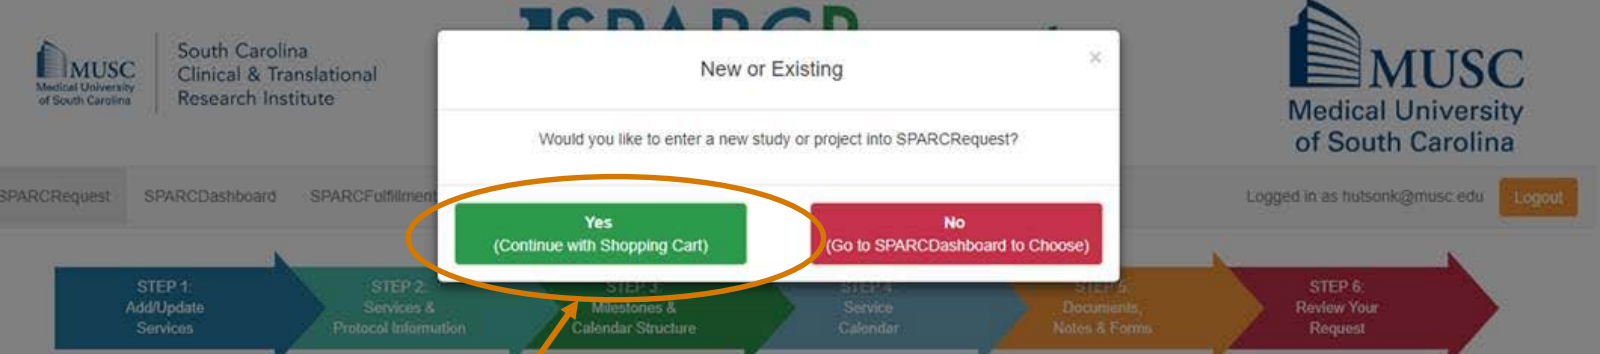 MUSC
Medical University
of South Carolina
South Carolina
Clinical & Translational
Research Institute
New or Existing
×
Would you like to enter a new study or project into SPARCRequest?
MUSC
Medical University
of South Carolina
SPARCRequest
SPARCDashboard
SPARCFulfillment
Logged in as hutsonk@musc.edu
Logout
Yes
(Continue with Shopping Cart)
No
(Go to SPARCDashboard to Choose)
STEP 1:
Add/Update
Services
STEP 2:
Services &
Protocol Information
STEP 3:
Milestones &
Calendar Structure
STEP 4:
Service
Calendar
STEP 5:
Documents,
Notes & Forms
STEP 6:
Review Your
Request